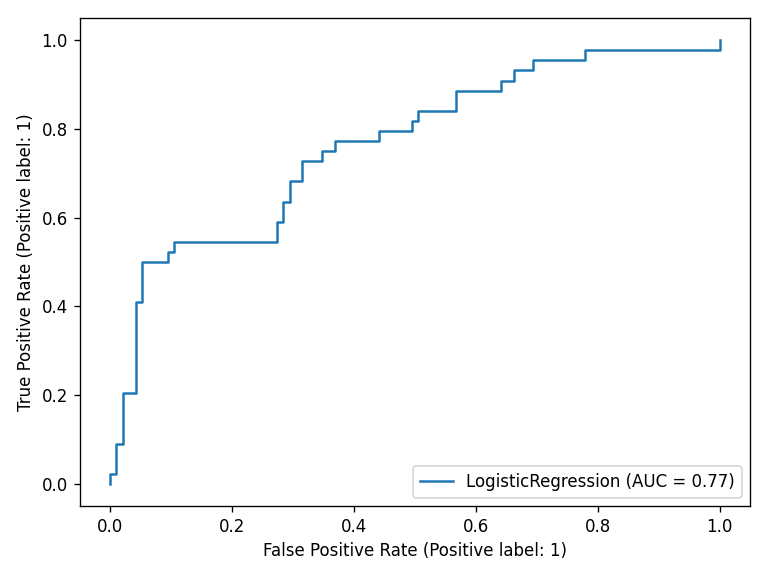 1.0
0.8
0.6
0.4
0.2
0.0
True Positive Rate (Positive label: 1)
LogisticRegression (AUC = 0.77)
0.0 0.2 0.4 0.6 0.8 1.0
False Positive Rate (Positive label: 1)